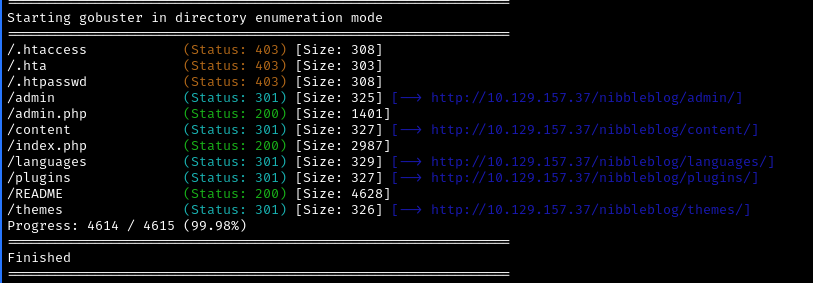 ===============================================================
Starting gobuster in directory enumeration mode
===============================================================
/.htaccess            (Status: 403) [Size: 308]
/.hta                 (Status: 403) [Size: 303]
/.htpasswd            (Status: 403) [Size: 308]
/admin                (Status: 301) [Size: 325] [--> http://10.129.157.37/nibbleblog/admin/]
/admin.php            (Status: 200) [Size: 1401]
/content              (Status: 301) [Size: 327] [--> http://10.129.157.37/nibbleblog/content/]
/index.php            (Status: 200) [Size: 2987]
/languages            (Status: 301) [Size: 329] [--> http://10.129.157.37/nibbleblog/languages/]
/plugins              (Status: 301) [Size: 327] [--> http://10.129.157.37/nibbleblog/plugins/]
/README               (Status: 200) [Size: 4628]
/themes               (Status: 301) [Size: 326] [--> http://10.129.157.37/nibbleblog/themes/]
Progress: 4614 / 4615 (99.98%)
===============================================================
Finished
===============================================================